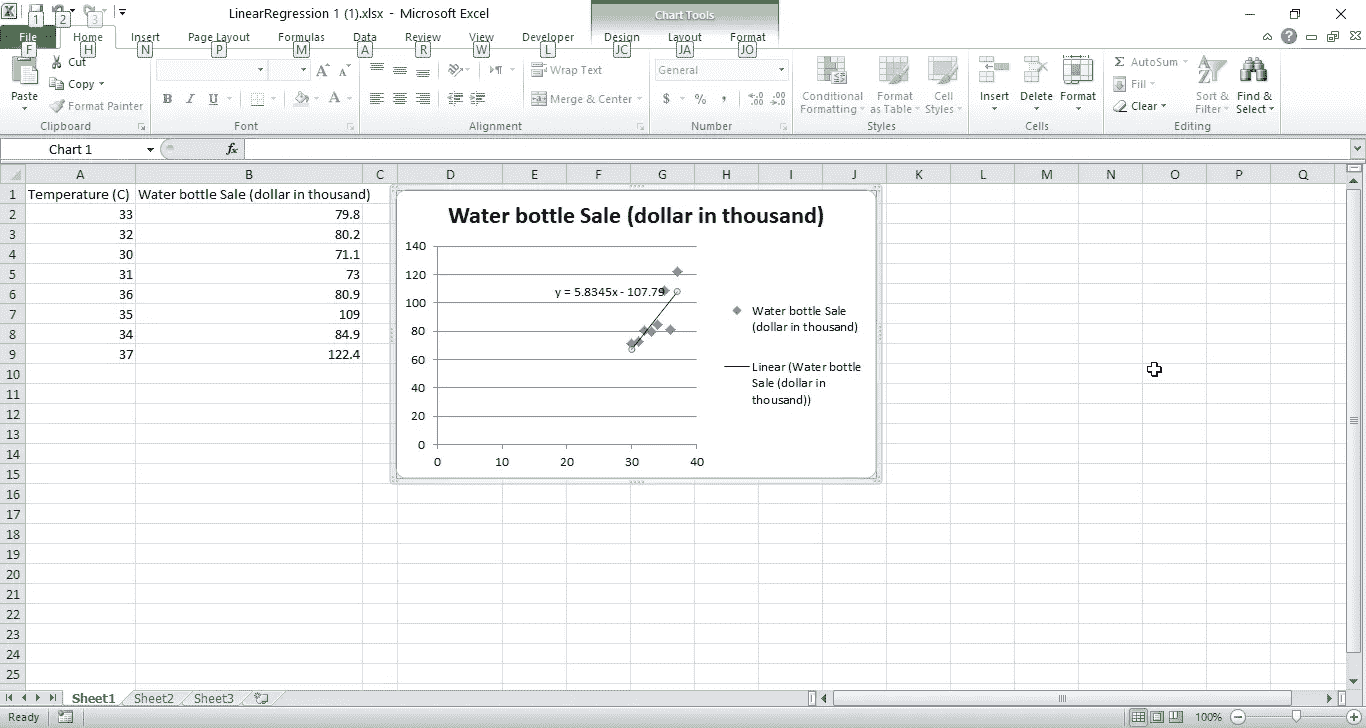 LinearRegression 1 (1).xlsx - Microsoft Excel
Chart Tools
1 2 3
File Home Insert Page Layout Formulas Data Review View Developer Design Layout Format
F H N P M A R W L JC JA JO
Paste
Cut
Copy
Format Painter
Clipboard
B I U A
Font
Wrap Text
Merge & Center
Alignment
General
$ % ,
Number
Conditional Formatting
Format as Table
Cell Styles
Styles
Insert Delete Format
Cells
Σ AutoSum
Fill
Clear
Sort & Filter
Find & Select
Editing
Chart 1
fx
A B C D E F G H I J K L M N O P Q
1 Temperature (C) Water bottle Sale (dollar in thousand)
2 33 79.8
3 32 80.2
4 30 71.1
5 31 73
6 36 80.9
7 35 109
8 34 84.9
9 37 122.4
10
11
12
13
14
15
16
17
18
19
20
21
22
23
24
25
Water bottle Sale (dollar in thousand)
140
120
100
80
60
40
20
0
0 10 20 30 40
y = 5.8345x - 107.79
Water bottle Sale
(dollar in thousand)
Linear (Water bottle
Sale (dollar in
thousand))
Sheet1 Sheet2 Sheet3
Ready
100%